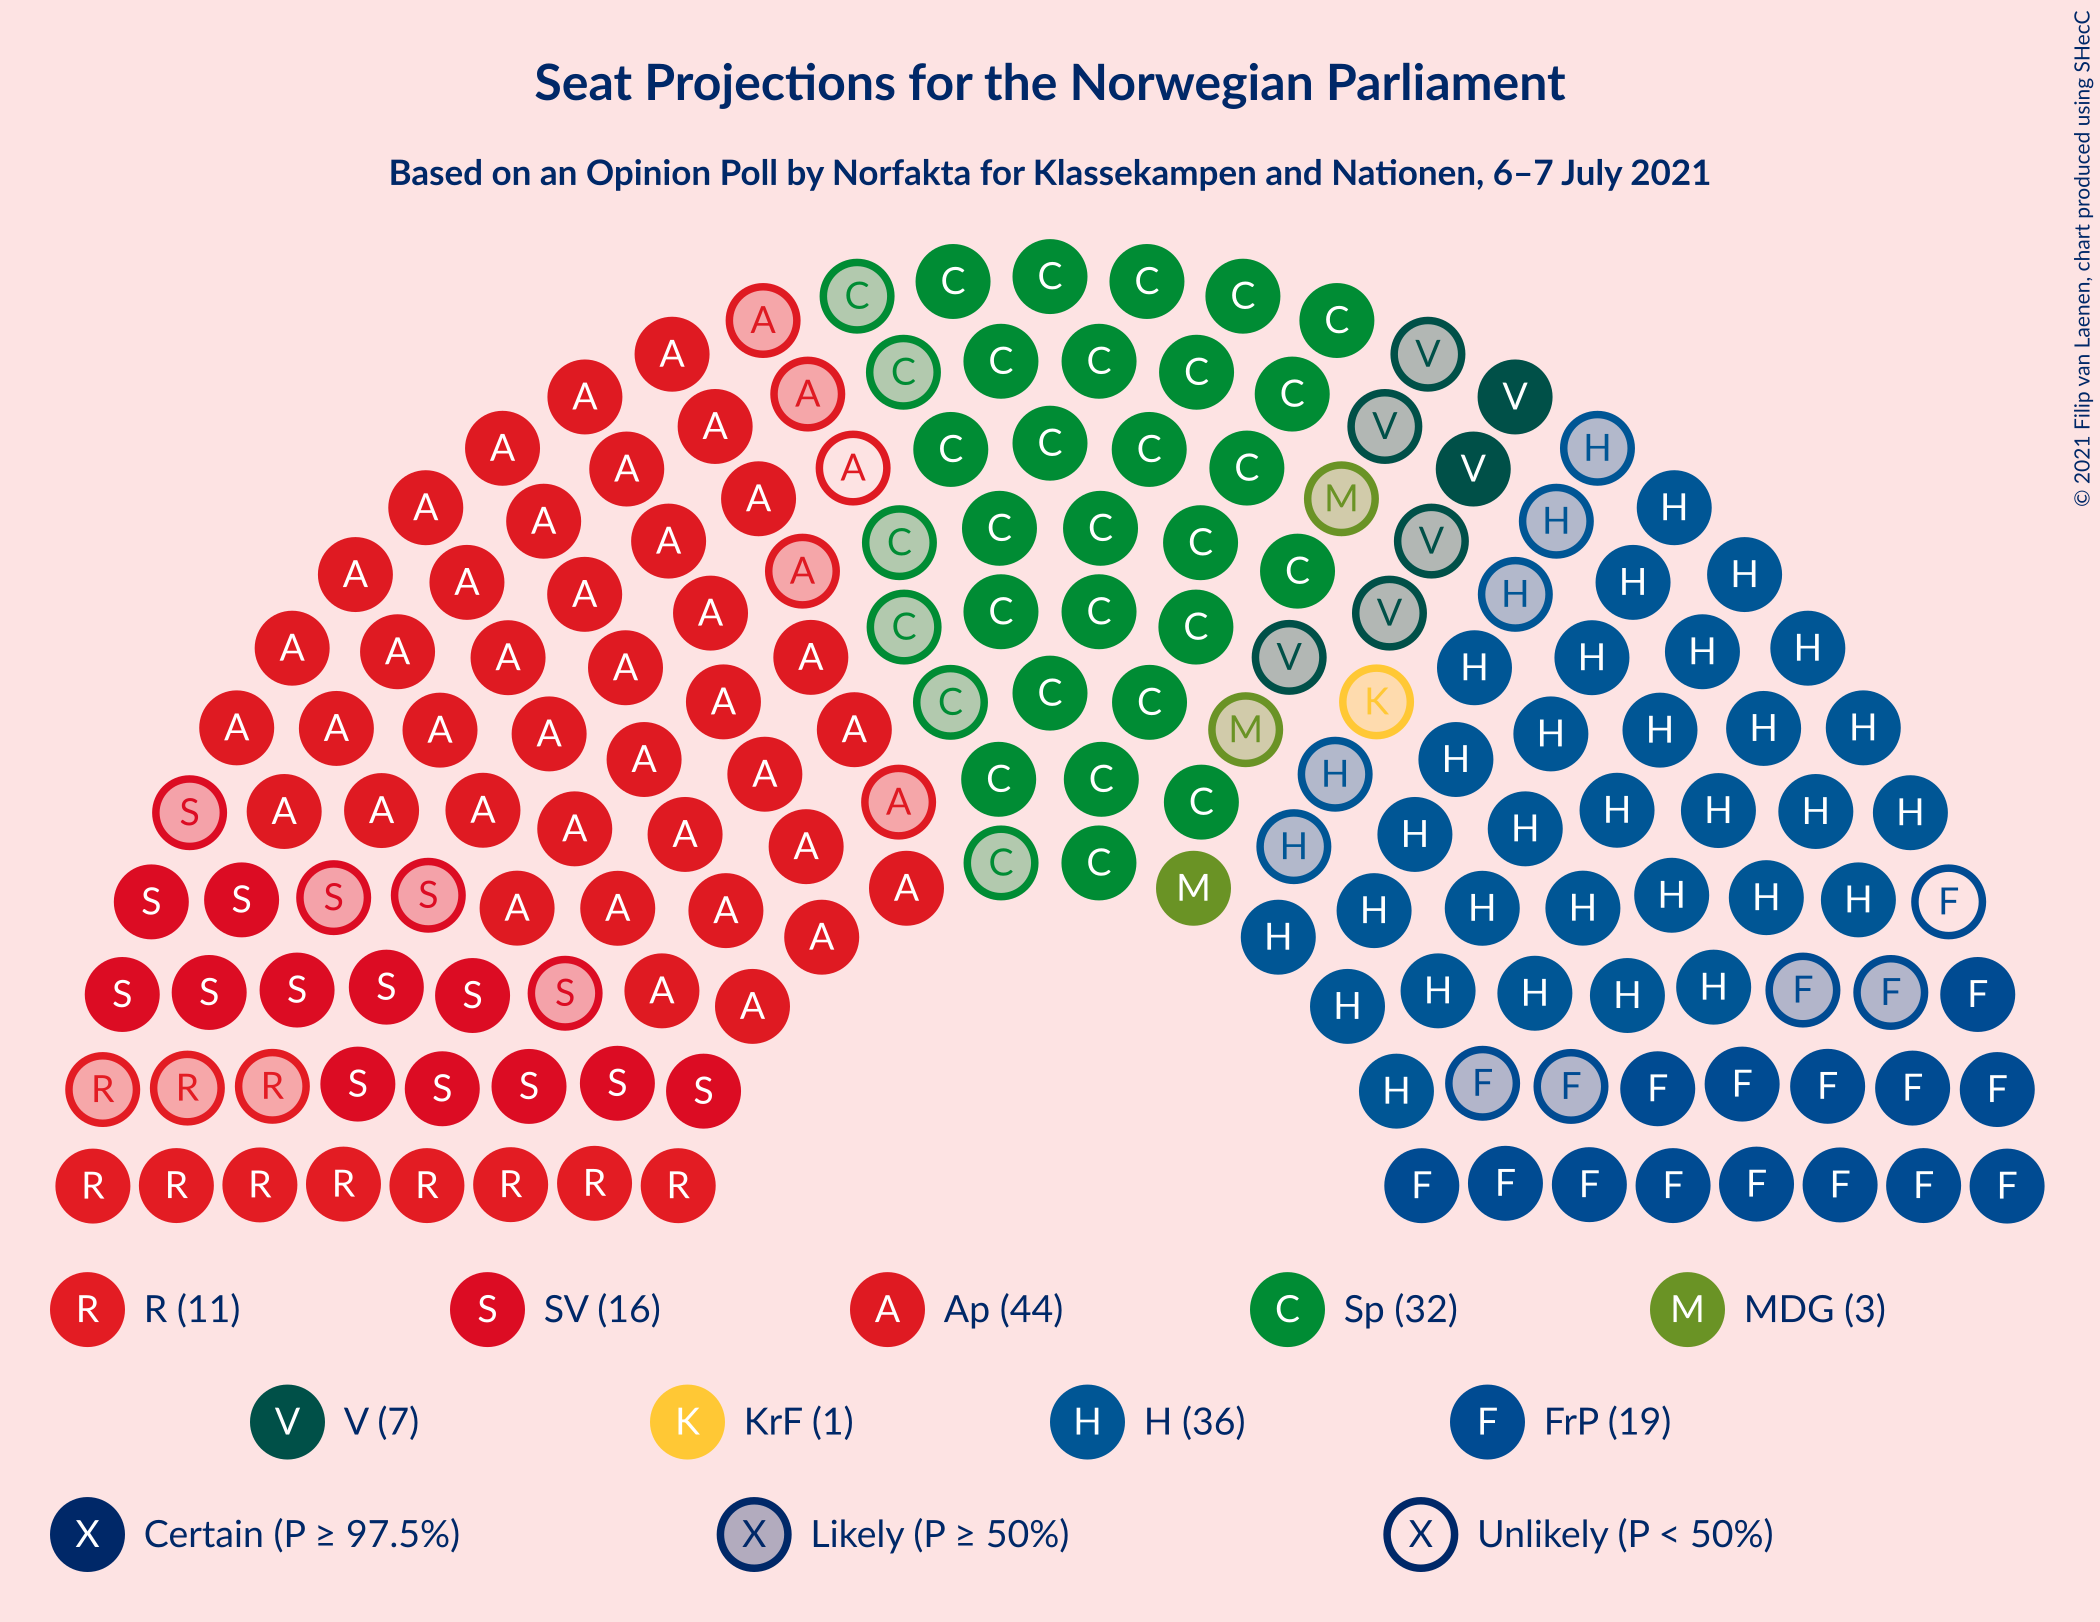 Seat Projections for the Norwegian Parliament
Based on an Opinion Poll by Norfakta for Klassekampen and Nationen, 6–7 July 2021
© 2021 Filip van Laenen, chart produced using SHecC
C C C C C C
A A V V
A C C C C C V H
A A A C C C C M V H H
A A A A C C C C C V H H H
A A A A A C C C C V V H H H H
A A A A A A C C C M K H H H H H
A A A A A A A C C C H H H H H H
S A A A A A A A C C M H H H H H H H
S S S S A A A A A H H H H H H H F
S S S S S S A A H H H H H F F F
R R R S S S S S H F F F F F F F
R R R R R R R R F F F F F F F F
R R (11) S SV (16) A Ap (44) C Sp (32) M MDG (3)
V V (7) K KrF (1) H H (36) F FrP (19)
X Certain (P ≥ 97.5%) X Likely (P ≥ 50%) X Unlikely (P < 50%)